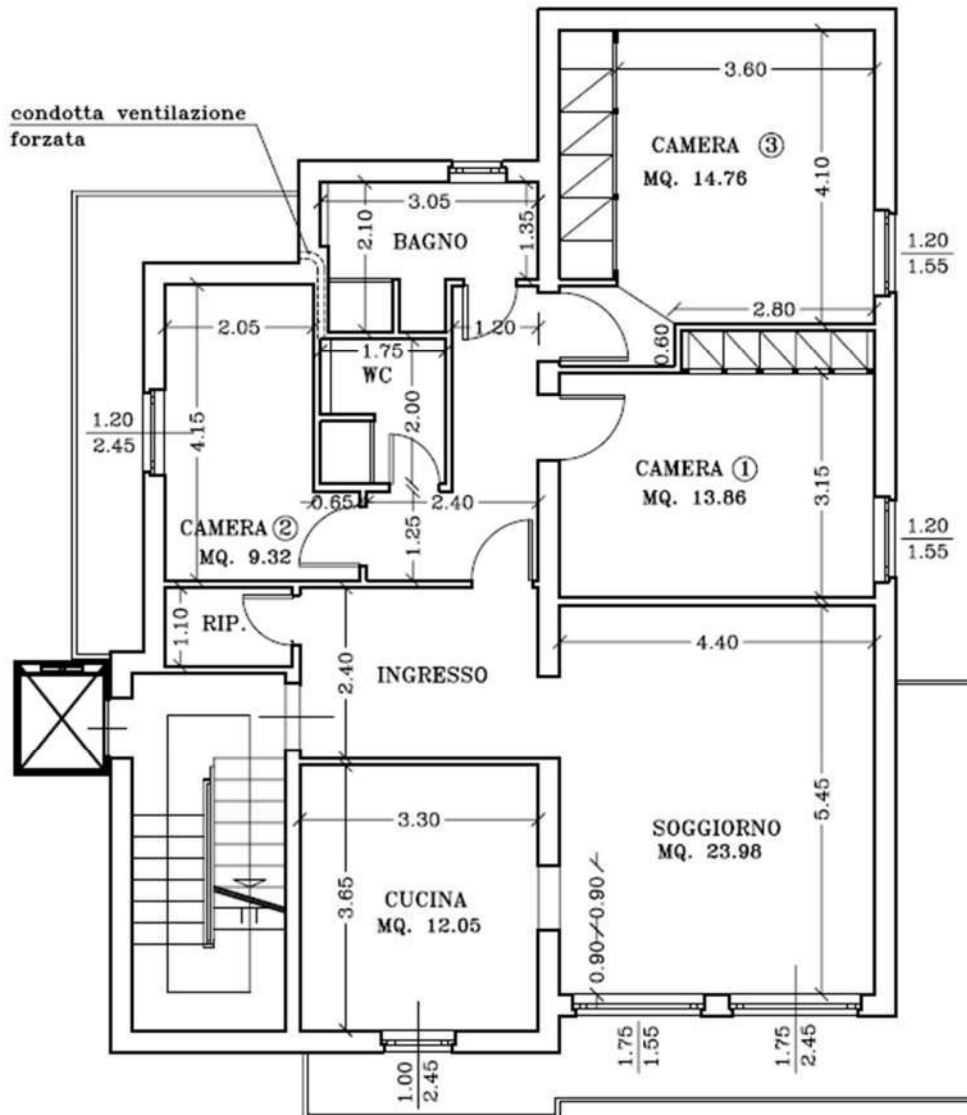 condotta ventilazione
forzata
3.60
CAMERA ③
MQ. 14.76
4.10
1.20
1.55
2.80
0.60
3.05
2.10
1.35
BAGNO
1.20
2.05
1.75
WC
2.00
4.15
1.20
2.45
0.65
2.40
1.25
CAMERA ②
MQ. 9.32
CAMERA ①
MQ. 13.86
3.15
1.20
1.55
1.10
RIP.
2.40
INGRESSO
4.40
5.45
SOGGIORNO
MQ. 23.98
0.90
0.90
3.30
3.65
CUCINA
MQ. 12.05
1.00
2.45
1.75
1.55
1.75
2.45